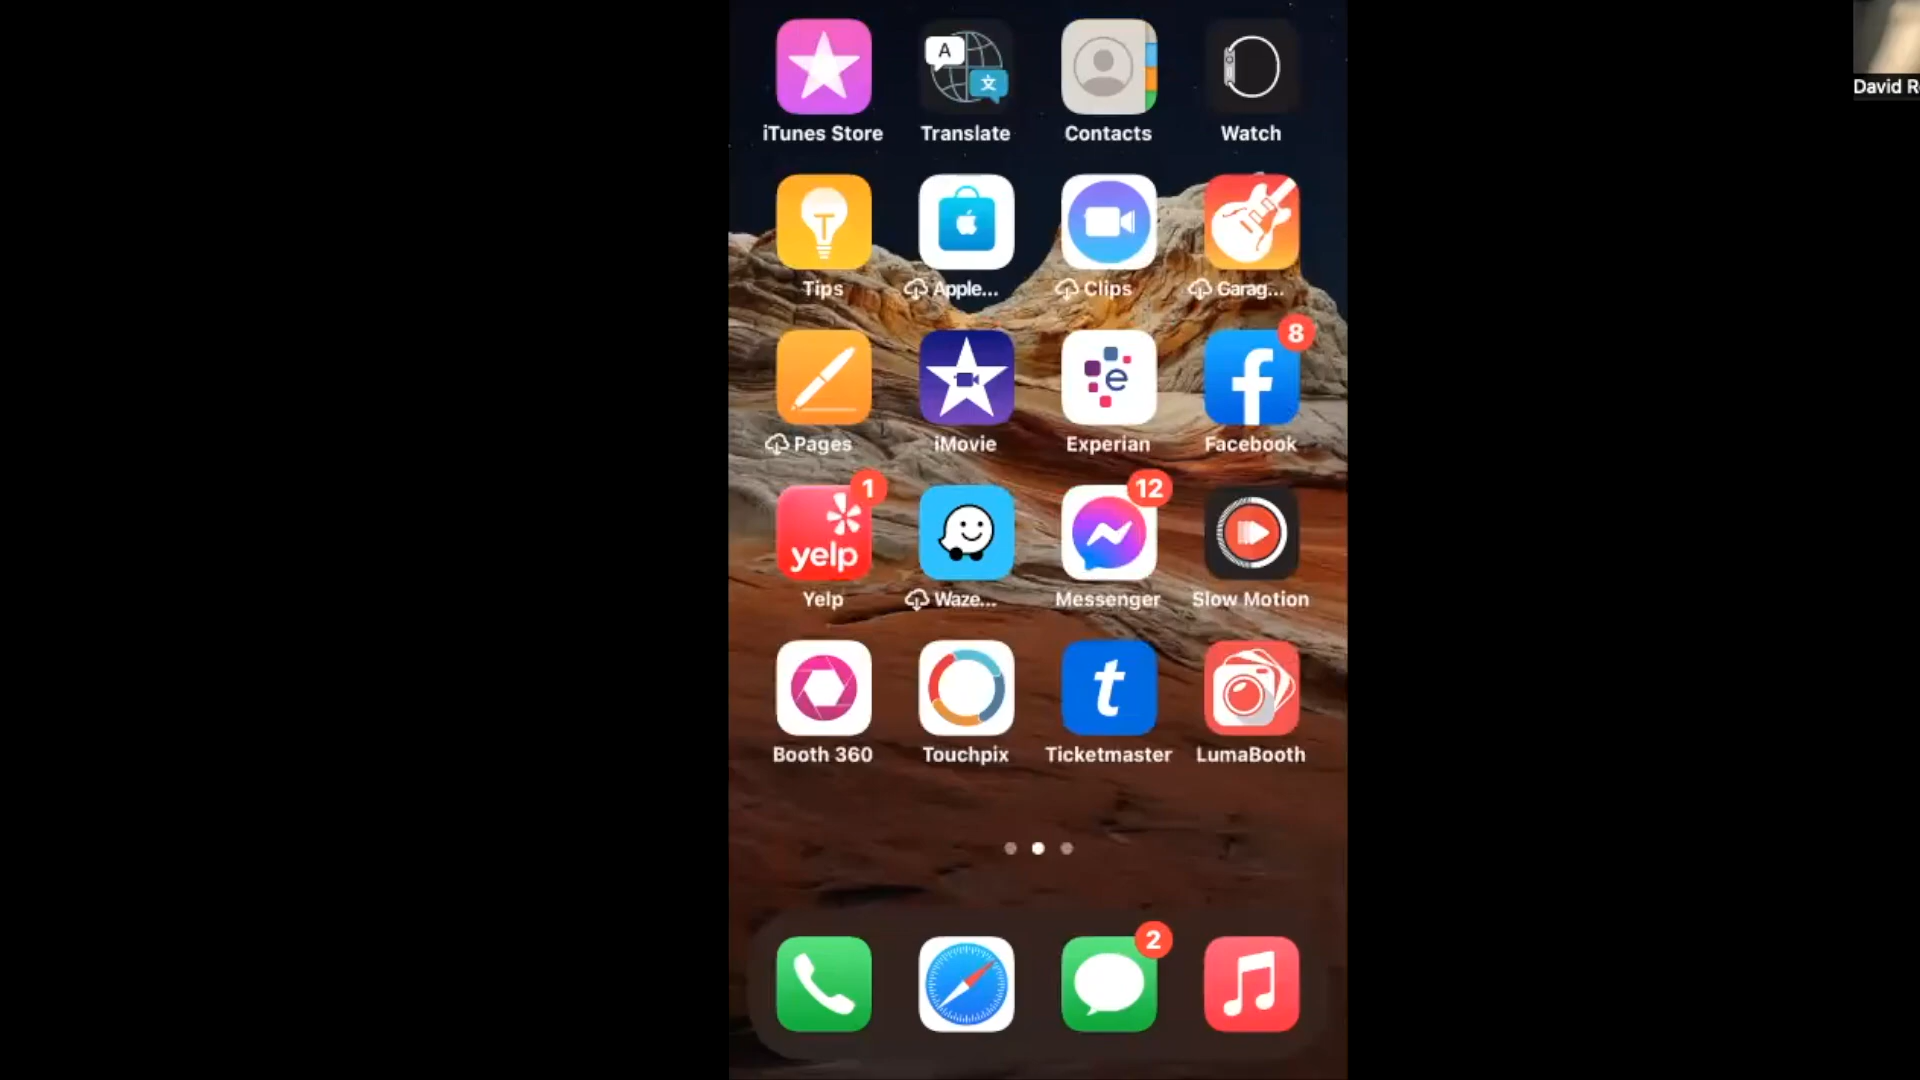 iTunes Store
Translate
Contacts
Watch
Tips
Apple...
Clips
Garag...
8
Pages
iMovie
Experian
Facebook
1
yelp
12
Yelp
Waze...
Messenger
Slow Motion
Booth 360
Touchpix
Ticketmaster
LumaBooth
2
David R
A
文
T
e
f
t